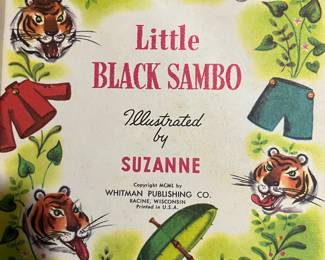 Little
BLACK SAMBO
Illustrated
by
SUZANNE
Copyright MCML by
WHITMAN PUBLISHING CO.
RACINE, WISCONSIN
Printed in U.S.A.